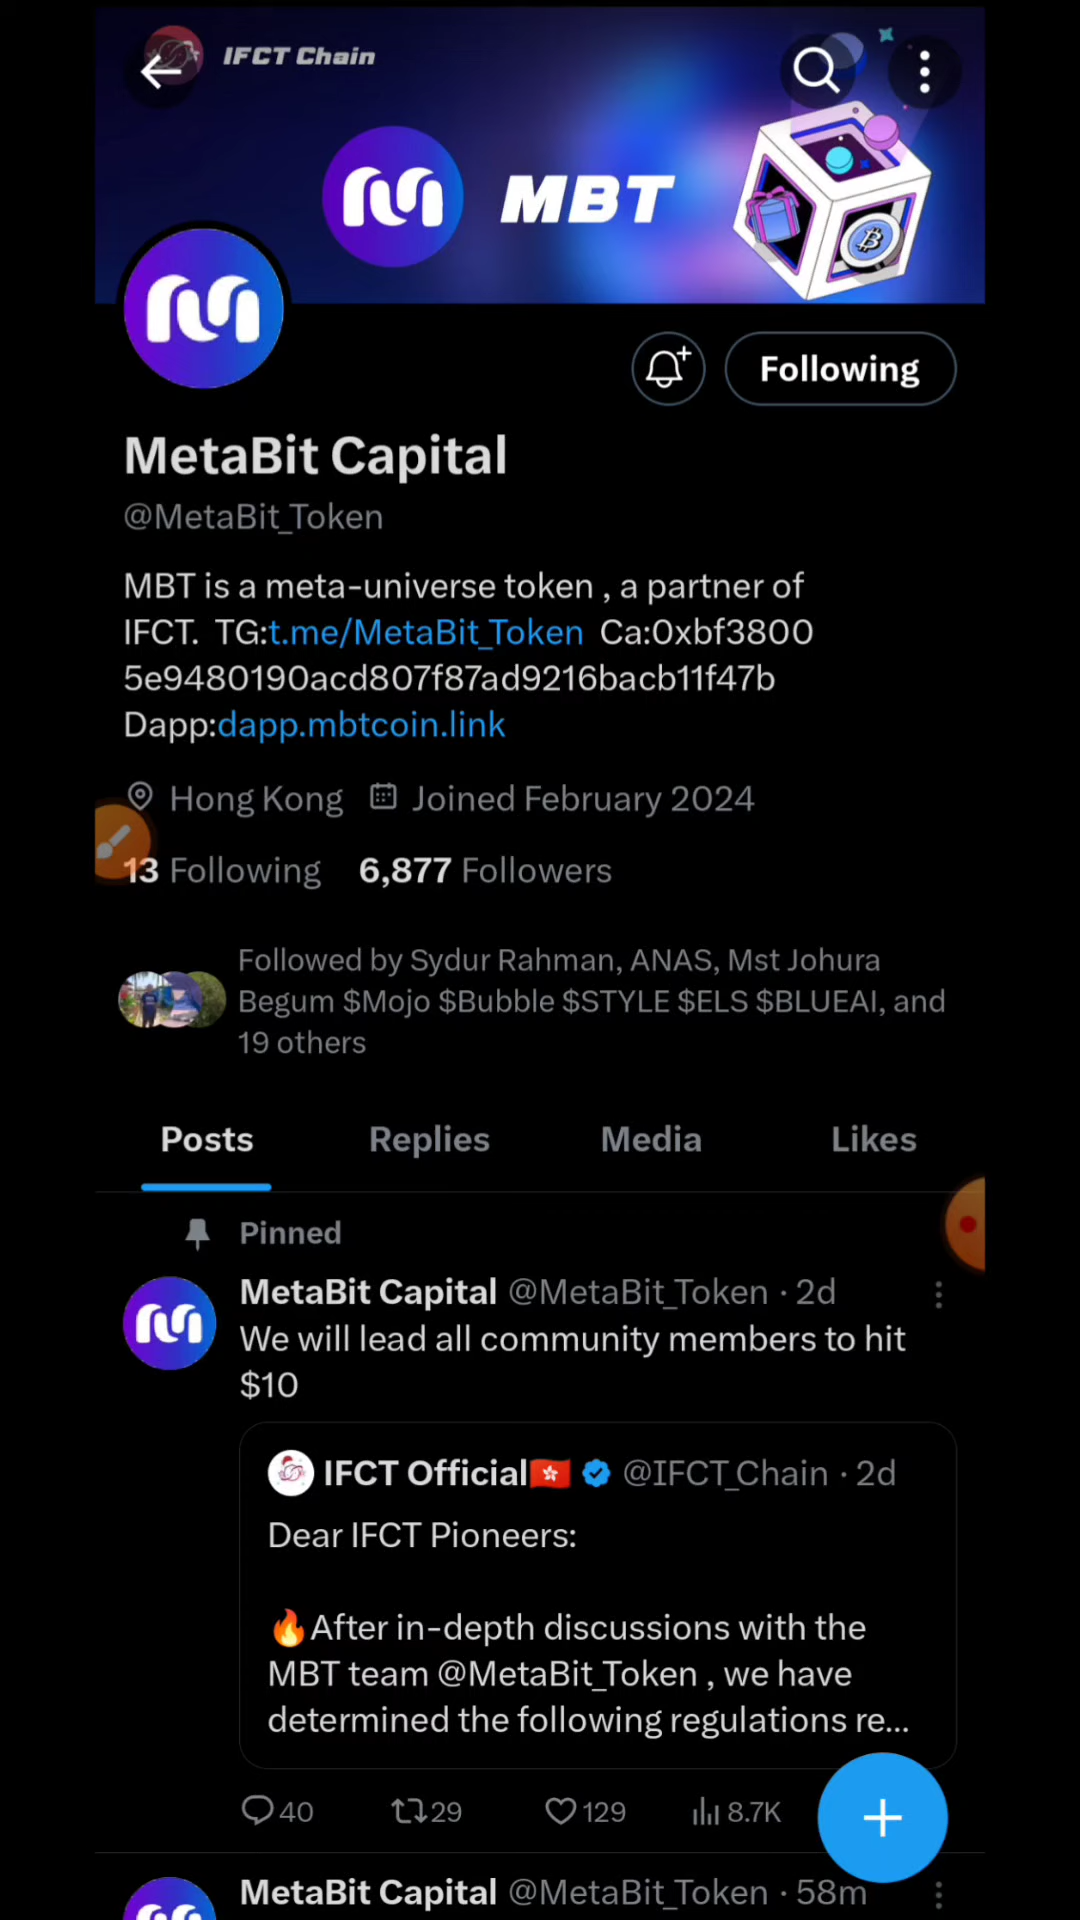 IFCT Chain
MBT
Following
MetaBit Capital
@MetaBit_Token
MBT is a meta-universe token , a partner of
IFCT.  TG:t.me/MetaBit_Token  Ca:0xbf3800
5e9480190acd807f87ad9216bacb11f47b
Dapp:dapp.mbtcoin.link
Hong Kong Joined February 2024
13 Following 6,877 Followers
Followed by Sydur Rahman, ANAS, Mst Johura
Begum $Mojo $Bubble $STYLE $ELS $BLUEAI, and
19 others
Posts Replies Media Likes
Pinned
MetaBit Capital @MetaBit_Token · 2d
We will lead all community members to hit
$10
IFCT Official🇭🇰 @IFCT_Chain · 2d
Dear IFCT Pioneers:
🔥After in-depth discussions with the
MBT team @MetaBit_Token , we have
determined the following regulations re...
40 29 129 8.7K
MetaBit Capital @MetaBit_Token · 58m